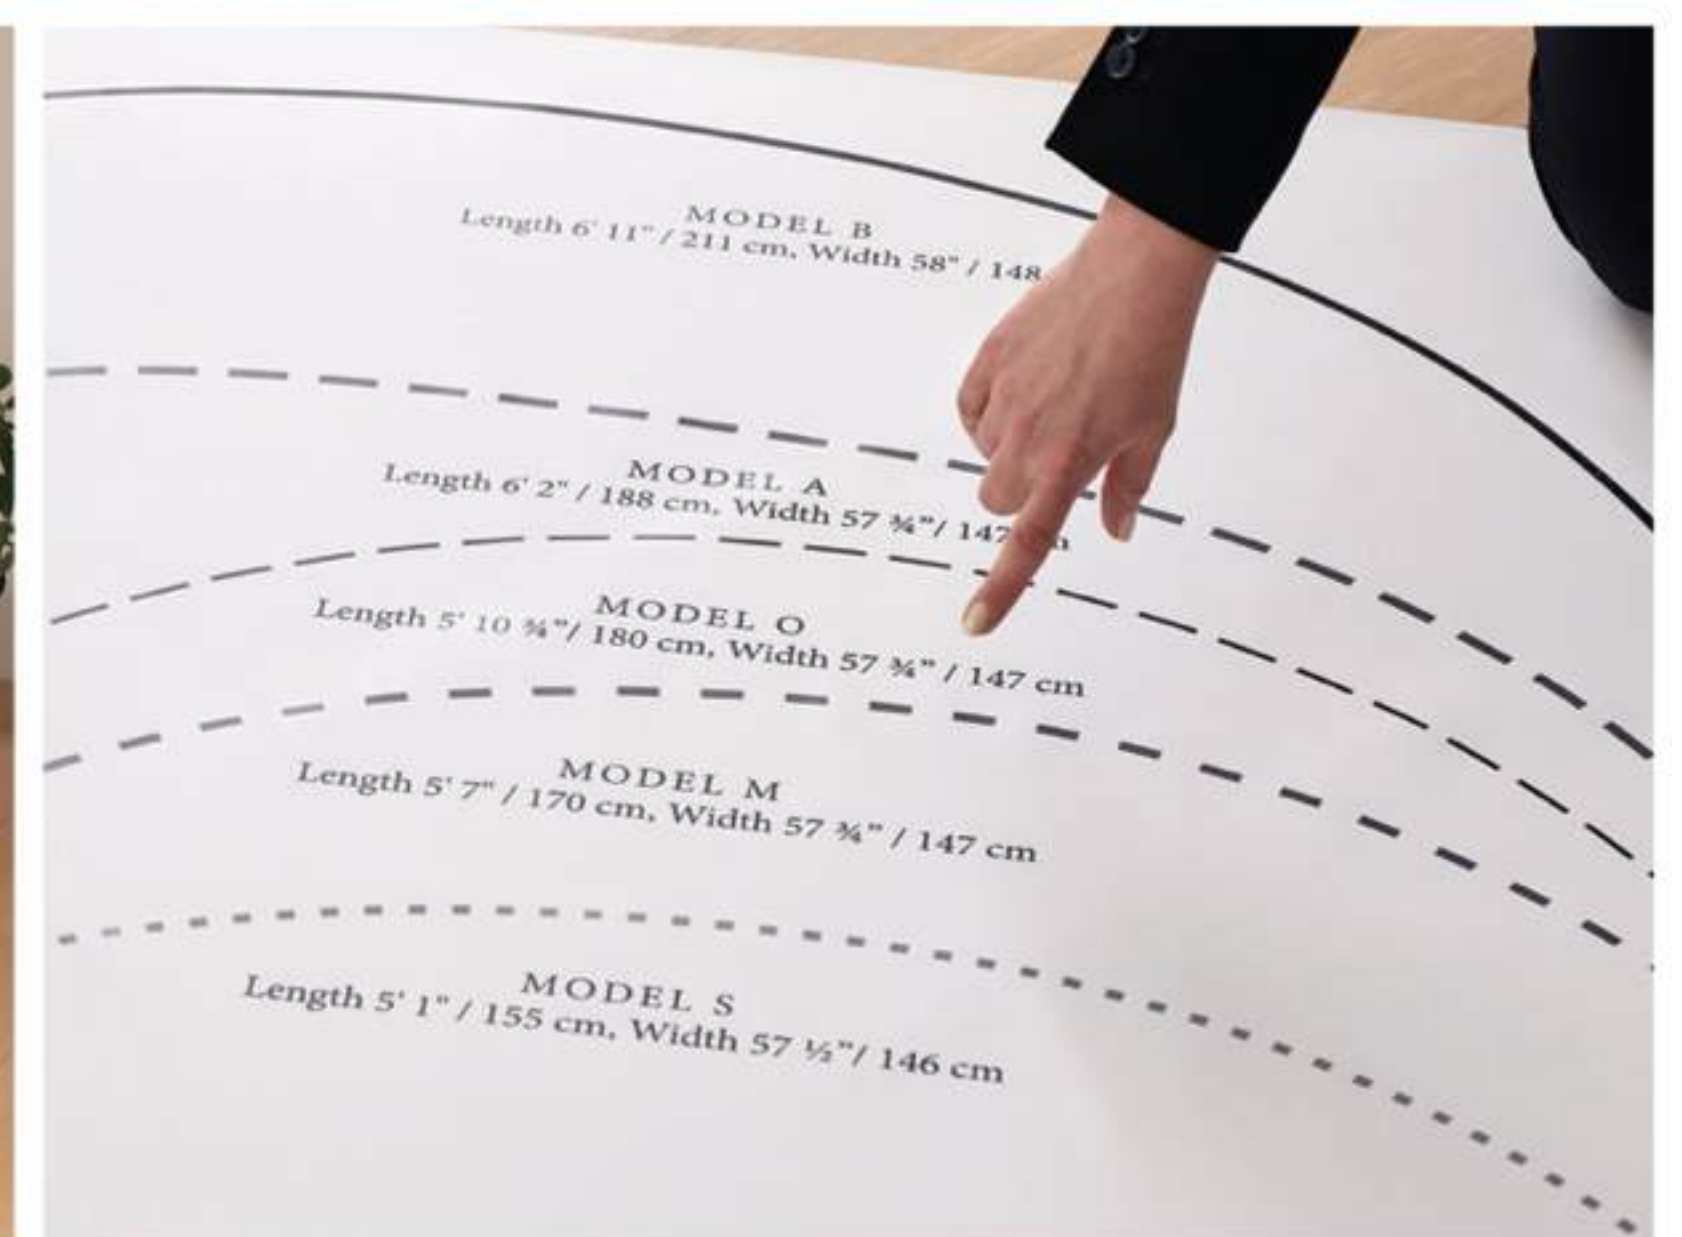 MODEL B
Length 6' 11" / 211 cm, Width 58" / 148
MODEL A
Length 6' 2" / 188 cm, Width 57 ¾"/ 147
MODEL O
Length 5' 10 ¾"/ 180 cm, Width 57 ¾" / 147 cm
MODEL M
Length 5' 7" / 170 cm, Width 57 ¾" / 147 cm
MODEL S
Length 5' 1" / 155 cm, Width 57 ½"/ 146 cm